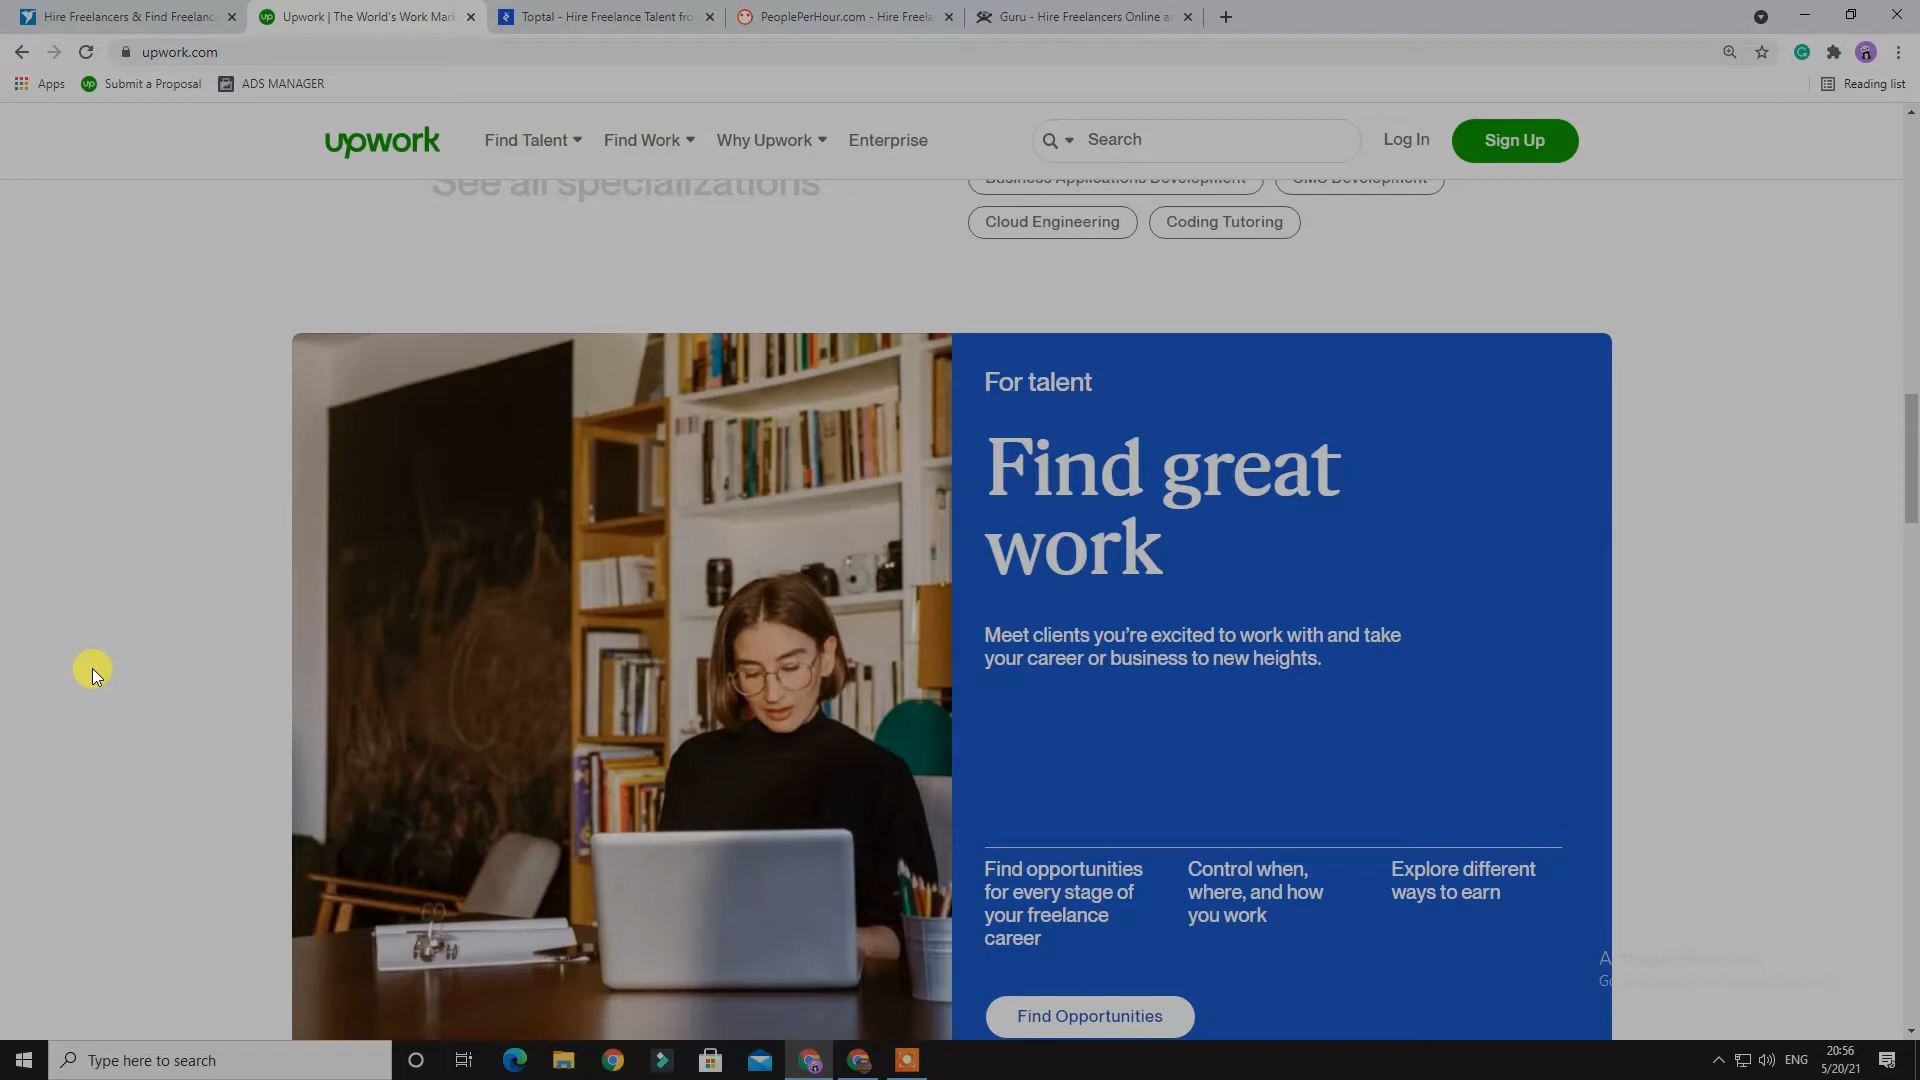 Hire Freelancers & Find Freelanc
Upwork | The World's Work Mark
Toptal - Hire Freelance Talent fro
PeoplePerHour.com - Hire Freela
Guru - Hire Freelancers Online a
upwork.com
Apps
Submit a Proposal
ADS MANAGER
Reading list
upwork
Find Talent
Find Work
Why Upwork
Enterprise
Search
Log In
Sign Up
See all specializations
Business Applications Development
CMS Development
Cloud Engineering
Coding Tutoring
For talent
Find great
work
Meet clients you're excited to work with and take
your career or business to new heights.
Find opportunities
for every stage of
your freelance
career
Control when,
where, and how
you work
Explore different
ways to earn
Find Opportunities
Type here to search
ENG
20:56
5/20/21